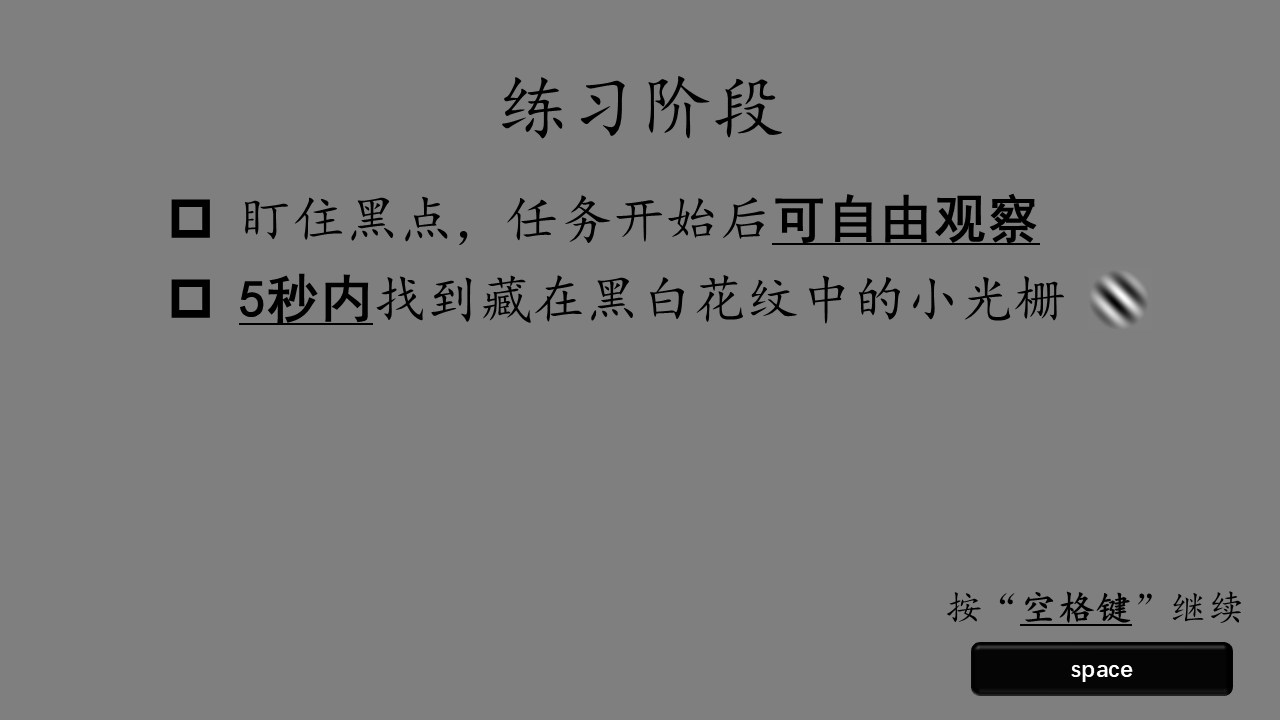 练习阶段
盯住黑点，任务开始后可自由观察
5秒内找到藏在黑白花纹中的小光栅
按“空格键”继续
space